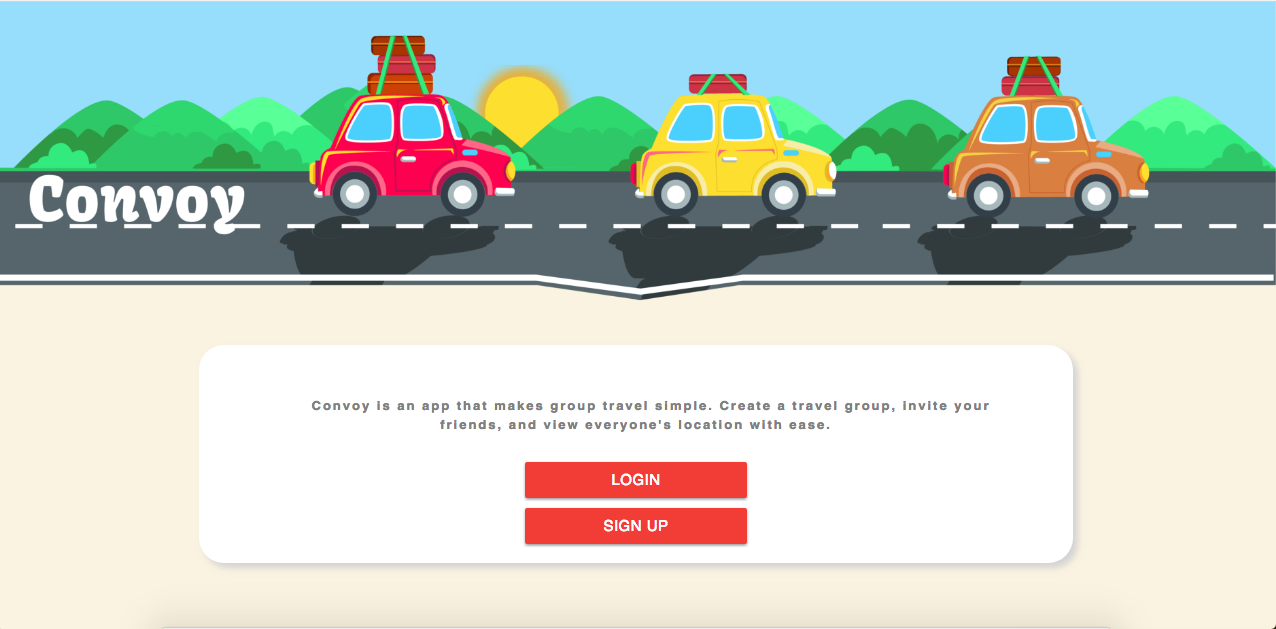 Convoy
Convoy is an app that makes group travel simple. Create a travel group, invite your
friends, and view everyone's location with ease.
LOGIN
SIGN UP